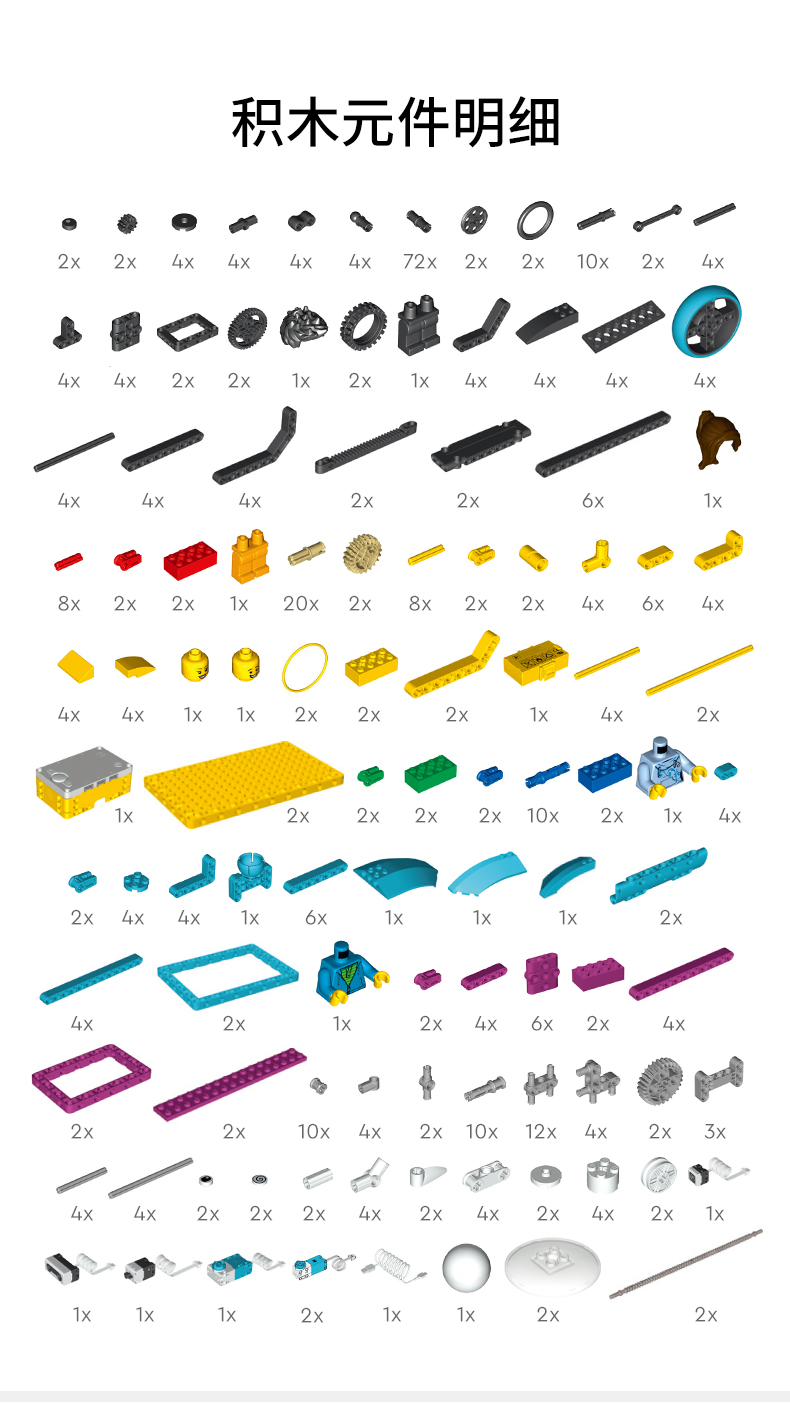 积木元件明细
2x 2x 4x 4x 4x 4x 72x 2x 2x 10x 2x 4x
4x 4x 2x 2x 1x 2x 1x 4x 4x 4x 4x
4x 4x 4x 2x 2x 6x 1x
8x 2x 2x 1x 20x 2x 8x 2x 2x 4x 6x 4x
4x 4x 1x 1x 2x 2x 2x 1x 4x 2x
1x 2x 2x 2x 2x 10x 2x 1x 4x
2x 4x 4x 1x 6x 1x 1x 1x 2x
4x 2x 1x 2x 4x 6x 2x 4x
2x 2x 10x 4x 2x 10x 12x 4x 2x 3x
4x 4x 2x 2x 2x 4x 2x 4x 2x 4x 2x 1x
1x 1x 1x 2x 1x 1x 2x 2x